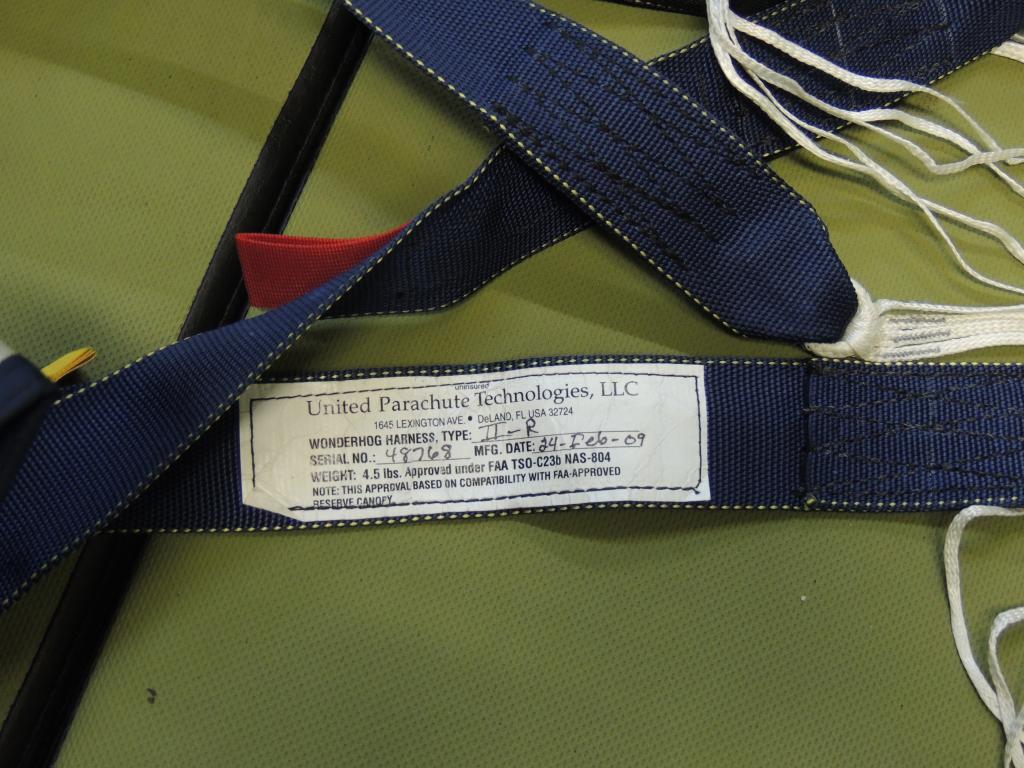 uninsured
United Parachute Technologies, LLC
1645 LEXINGTON AVE. • DeLAND, FL USA 32724
WONDERHOG HARNESS, TYPE: II-R
SERIAL NO.: 48768 MFG. DATE: 24-Feb-09
WEIGHT: 4.5 lbs. Approved under FAA TSO-C23b NAS-804
NOTE: THIS APPROVAL BASED ON COMPATIBILITY WITH FAA-APPROVED
RESERVE CANOPY